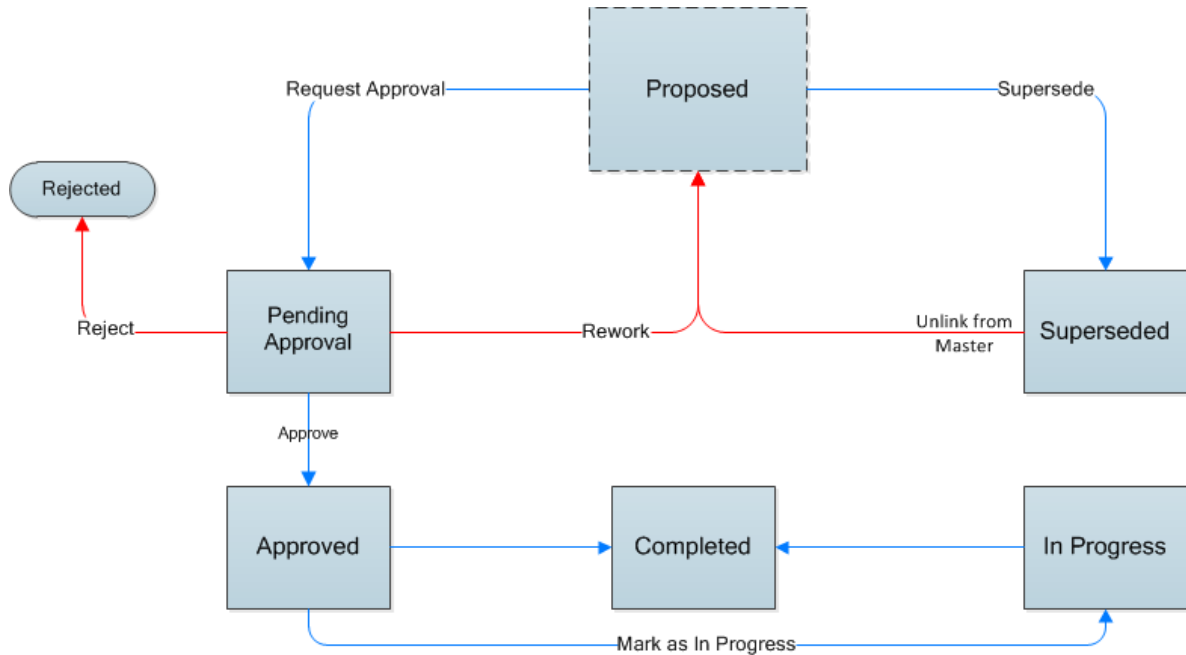 Request Approval
Proposed
Supersede
Rejected
Reject
Pending
Approval
Rework
Unlink from
Master
Superseded
Approve
Approved
Completed
In Progress
Mark as In Progress